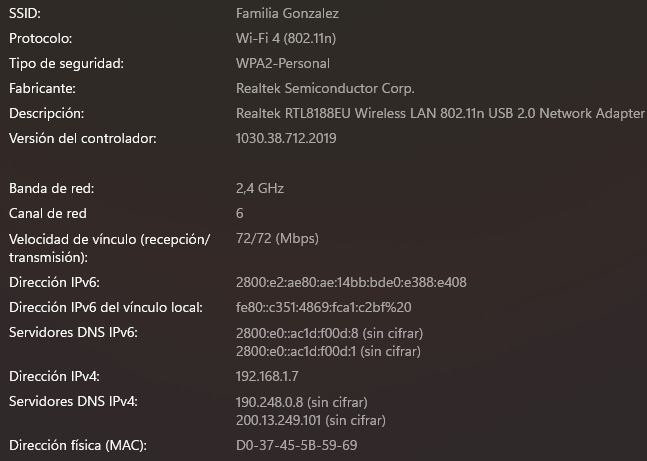 SSID: Familia Gonzalez
Protocolo: Wi-Fi 4 (802.11n)
Tipo de seguridad: WPA2-Personal
Fabricante: Realtek Semiconductor Corp.
Descripción: Realtek RTL8188EU Wireless LAN 802.11n USB 2.0 Network Adapter
Versión del controlador: 1030.38.712.2019
Banda de red: 2,4 GHz
Canal de red 6
Velocidad de vínculo (recepción/ 72/72 (Mbps)
transmisión):
Dirección IPv6: 2800:e2:ae80:ae:14bb:bde0:e388:e408
Dirección IPv6 del vínculo local: fe80::c351:4869:fca1:c2bf%20
Servidores DNS IPv6: 2800:e0::ac1d:f00d:8 (sin cifrar)
2800:e0::ac1d:f00d:1 (sin cifrar)
Dirección IPv4: 192.168.1.7
Servidores DNS IPv4: 190.248.0.8 (sin cifrar)
200.13.249.101 (sin cifrar)
Dirección física (MAC): D0-37-45-5B-59-69